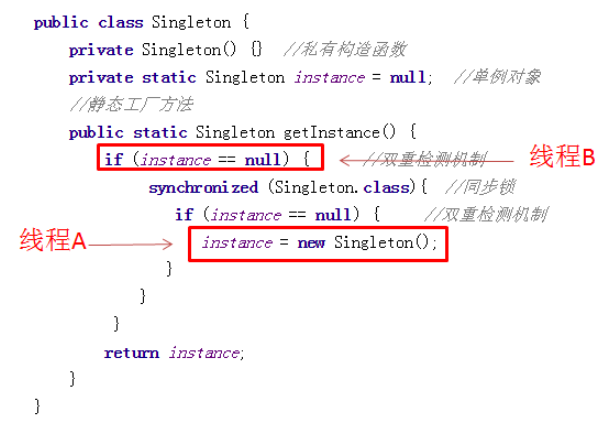 public class Singleton {
private Singleton() {} //私有构造函数
private static Singleton instance = null; //单例对象
//静态工厂方法
public static Singleton getInstance() {
if (instance == null) { //双重检测机制 线程B
synchronized (Singleton.class){ //同步锁
if (instance == null) { //双重检测机制
线程A instance = new Singleton();
}
}
}
return instance;
}
}